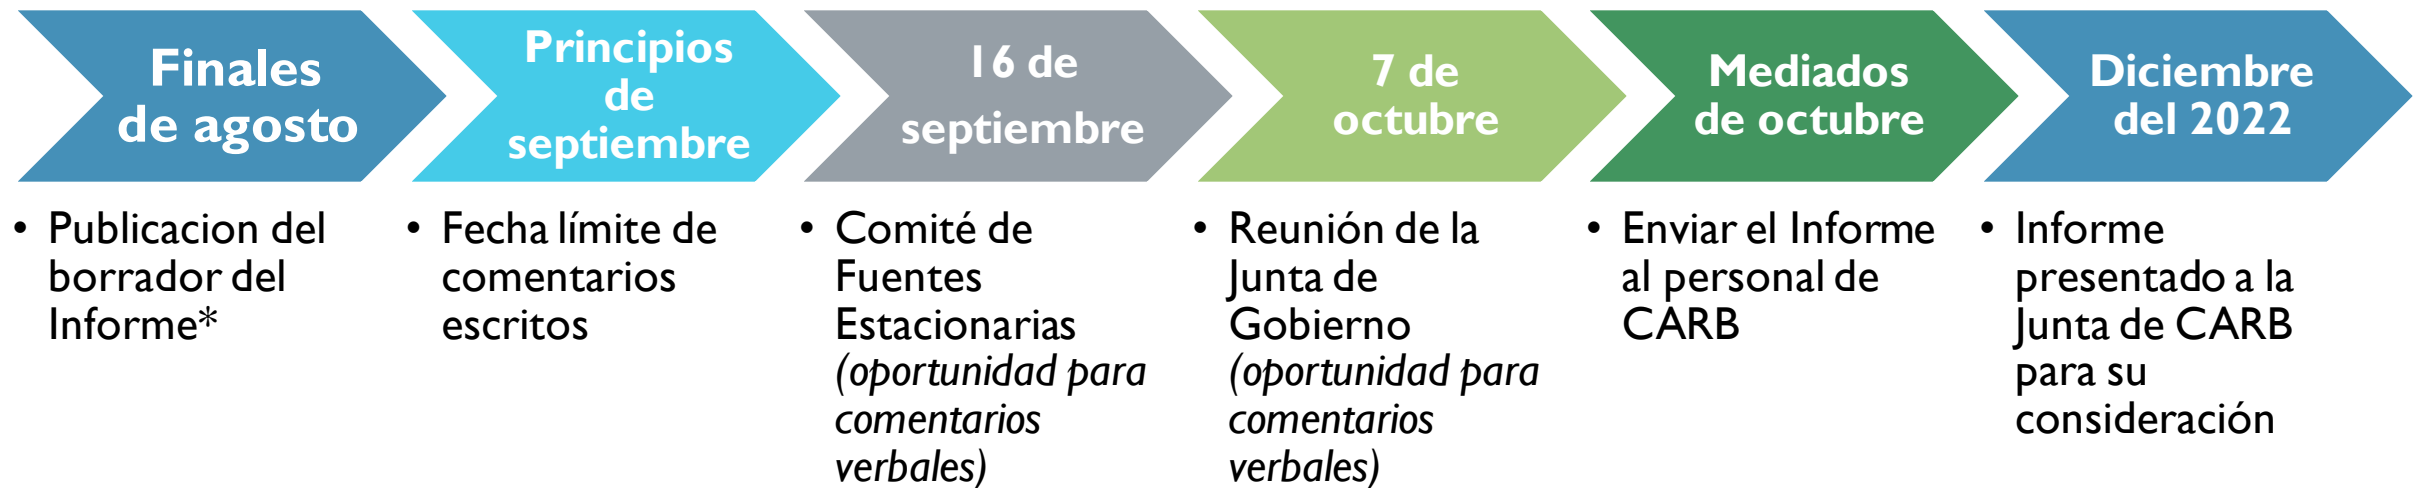 Finales
de agosto
Principios
de
septiembre
16 de
septiembre
7 de
octubre
Mediados
de octubre
Diciembre
del 2022
• Publicacion del
borrador del
Informe*
• Fecha límite de
comentarios
escritos
• Comité de
Fuentes
Estacionarias
(oportunidad para
comentarios
verbales)
• Reunión de la
Junta de
Gobierno
(oportunidad para
comentarios
verbales)
• Enviar el Informe
al personal de
CARB
• Informe
presentado a la
Junta de CARB
para su
consideración